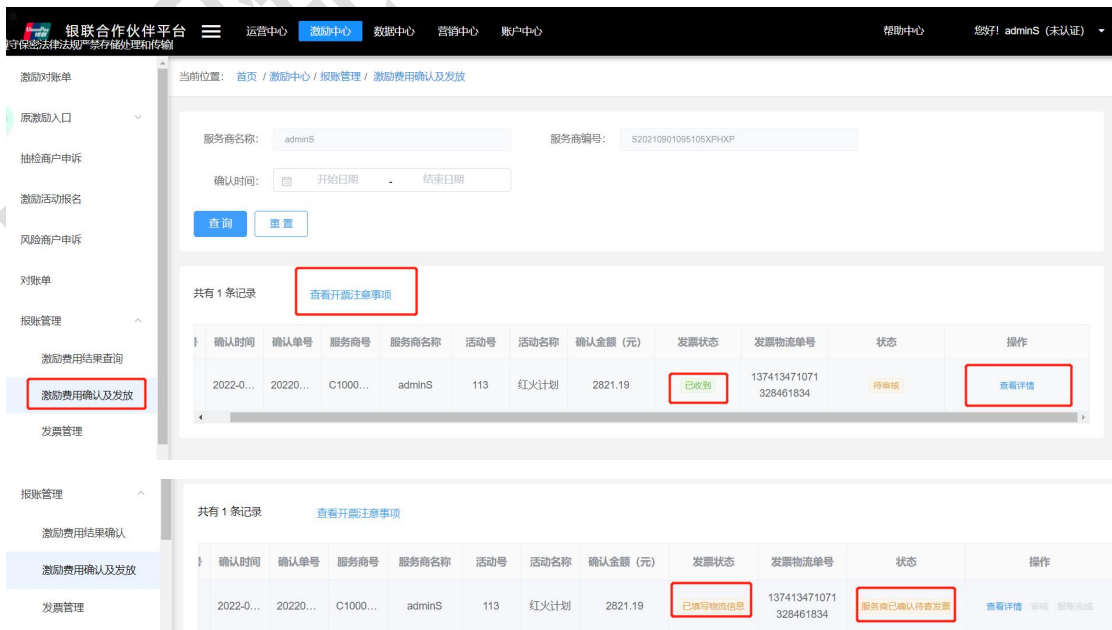 银联合作伙伴平台 运营中心 激励中心 数据中心 营销中心 账户中心 帮助中心 您好! adminS (未认证)
守保密法律法规严禁存储处理和传输
激励对账单
当前位置: 首页 / 激励中心 / 报账管理 / 激励费用确认及发放
原激励入口
服务商名称: adminS 服务商编号: S20210901095105XPHXP
抽检商户申诉
确认时间: 开始日期 - 结束日期
激励活动报名
查询 重置
风险商户申诉
对账单
共有 1 条记录 查看开票注意事项
报账管理
确认时间 确认单号 服务商号 服务商名称 活动号 活动名称 确认金额 (元) 发票状态 发票物流单号 状态 操作
激励费用结果查询
2022-0... 20220... C1000... adminS 113 红火计划 2821.19 已收到 137413471071 待审核 查看详情
328461834
激励费用确认及发放
发票管理
报账管理
共有 1 条记录 查看开票注意事项
激励费用结果确认
确认时间 确认单号 服务商号 服务商名称 活动号 活动名称 确认金额 (元) 发票状态 发票物流单号 状态 操作
激励费用确认及发放
发票管理
2022-0... 20220... C1000... adminS 113 红火计划 2821.19 已填写物流信息 137413471071 服务商已确认待寄发票 查看详情 审核 报账完成
328461834